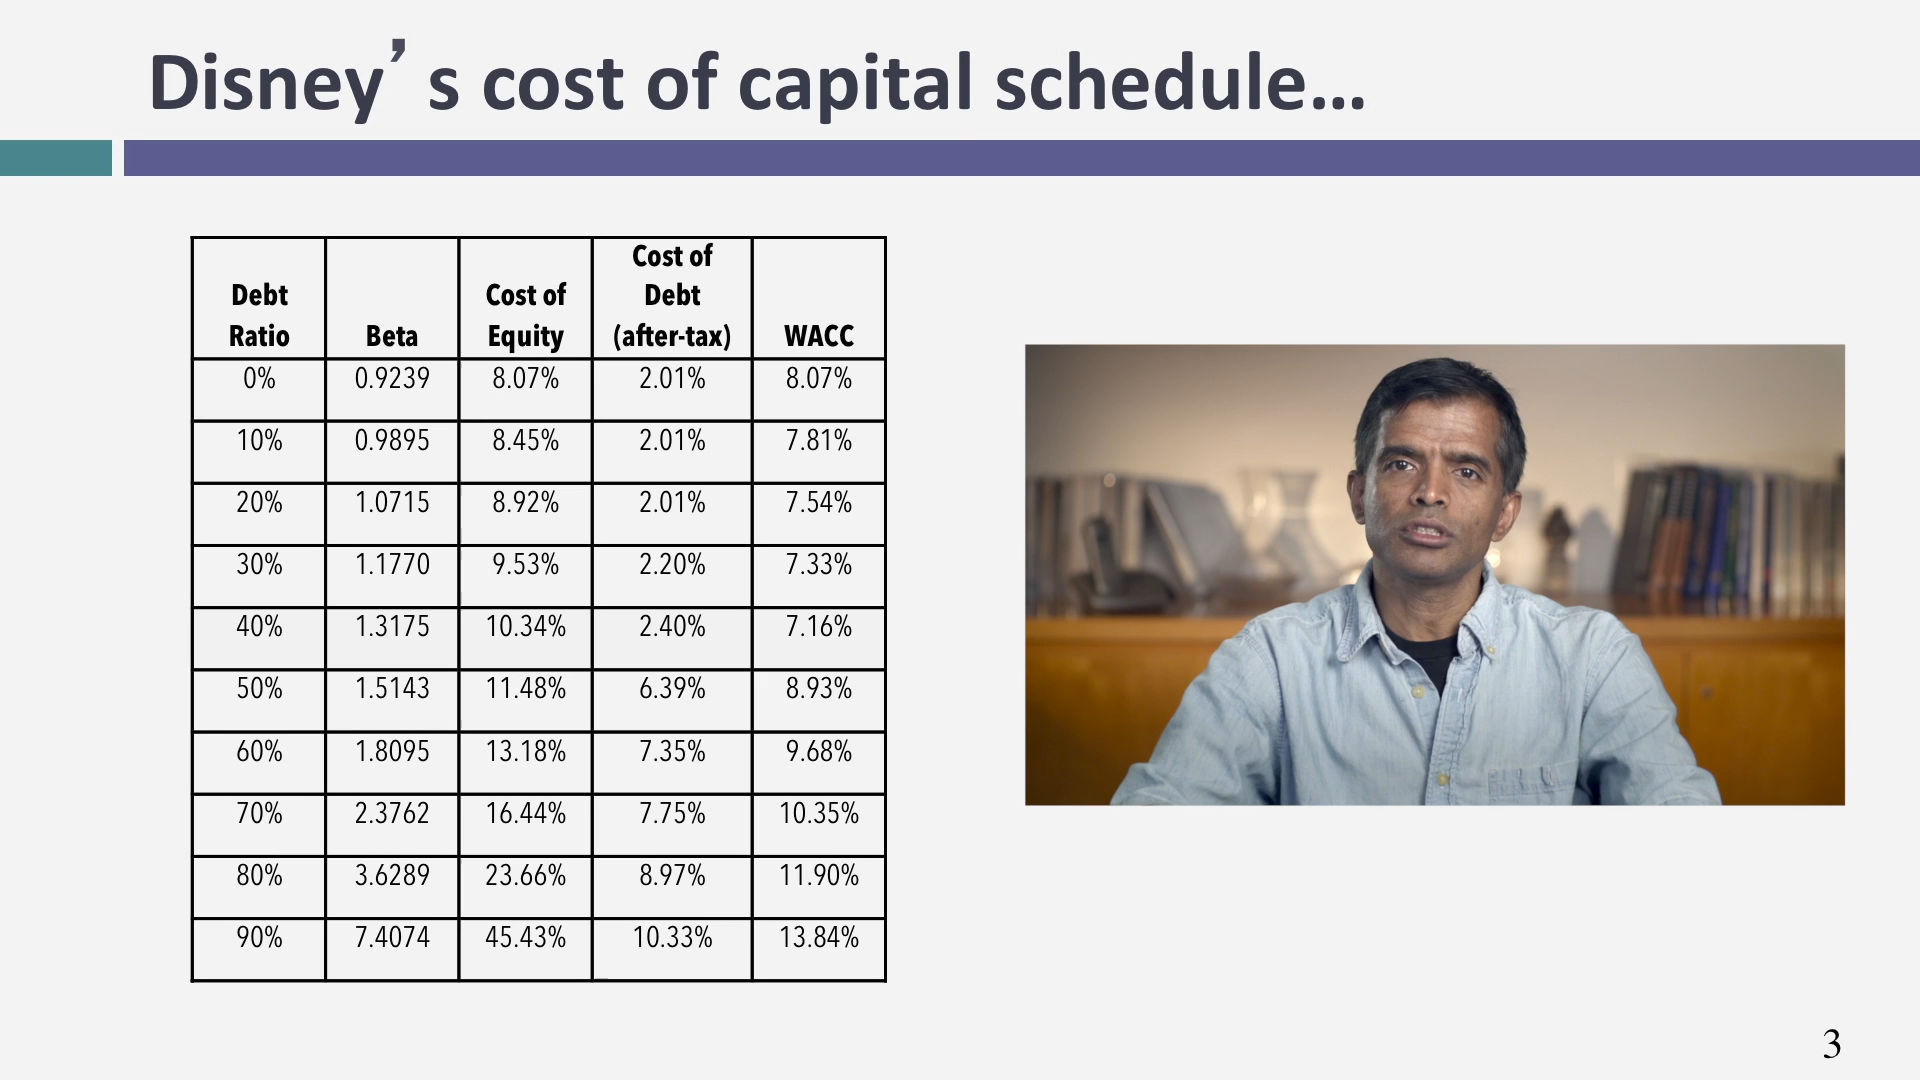 Disney’s cost of capital schedule…
Debt Ratio Beta Cost of Equity Cost of Debt (after-tax) WACC
0% 0.9239 8.07% 2.01% 8.07%
10% 0.9895 8.45% 2.01% 7.81%
20% 1.0715 8.92% 2.01% 7.54%
30% 1.1770 9.53% 2.20% 7.33%
40% 1.3175 10.34% 2.40% 7.16%
50% 1.5143 11.48% 6.39% 8.93%
60% 1.8095 13.18% 7.35% 9.68%
70% 2.3762 16.44% 7.75% 10.35%
80% 3.6289 23.66% 8.97% 11.90%
90% 7.4074 45.43% 10.33% 13.84%
3